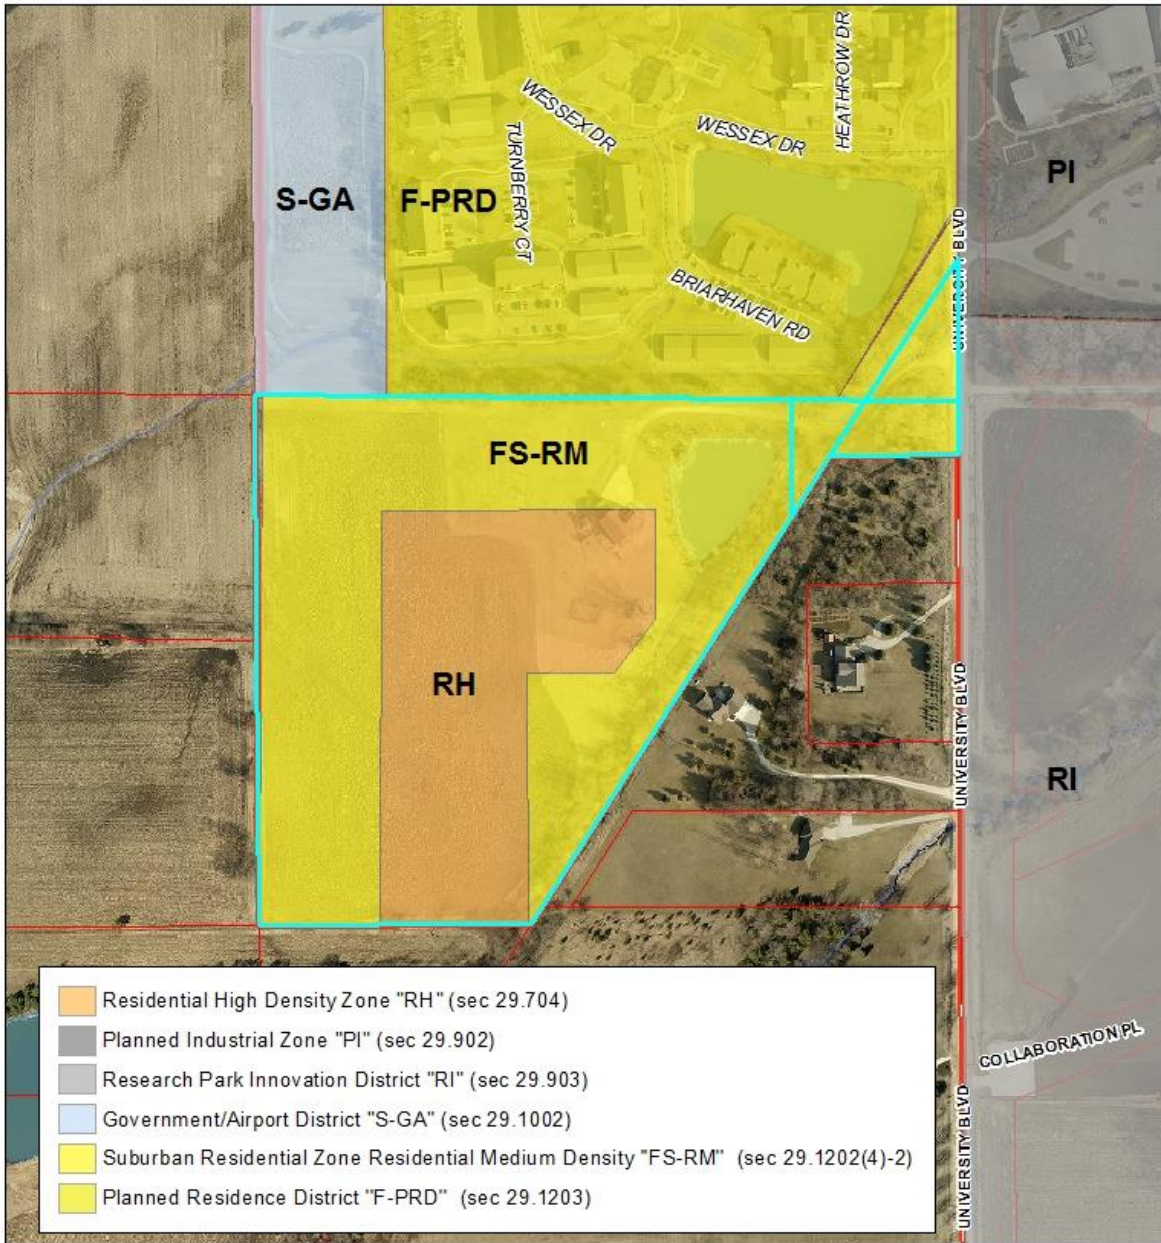 HEATHROW DR
WESSEX DR
WESSEX DR
TURNBERRY CT
PI
S-GA
F-PRD
UNIVERSITY BLVD
BRIARHAVEN RD
FS-RM
RH
UNIVERSITY BLVD
RI
COLLABORATION PL
UNIVERSITY BLVD
Residential High Density Zone "RH" (sec 29.704)
Planned Industrial Zone "PI" (sec 29.902)
Research Park Innovation District "RI" (sec 29.903)
Government/Airport District "S-GA" (sec 29.1002)
Suburban Residential Zone Residential Medium Density "FS-RM" (sec 29.1202(4)-2)
Planned Residence District "F-PRD" (sec 29.1203)